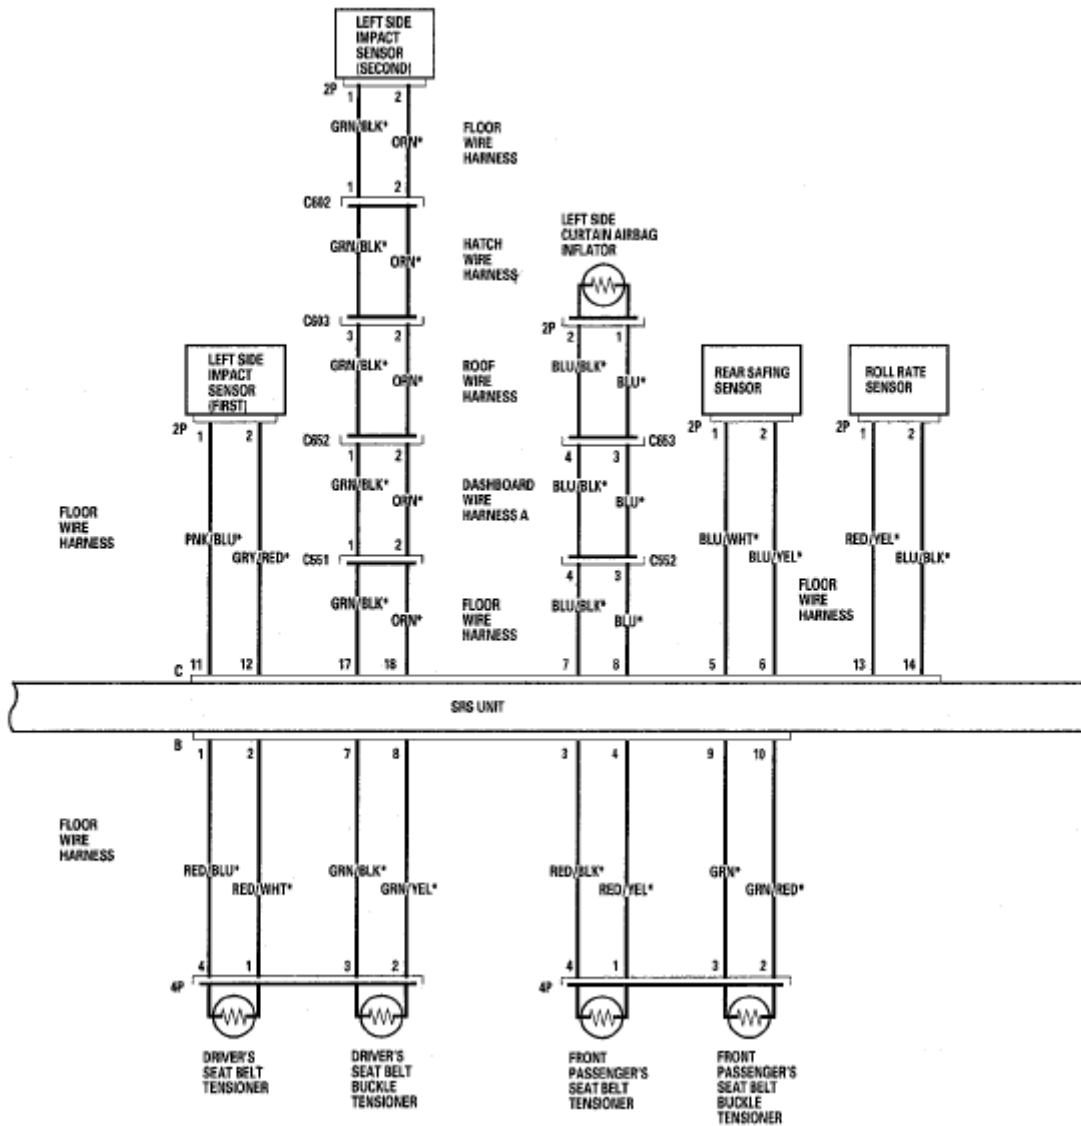 LEFT SIDE
IMPACT
SENSOR
(SECOND)
2P
1 2
GRN/BLK*
ORN*
FLOOR
WIRE
HARNESS
1 2
C602
GRN/BLK*
ORN*
HATCH
WIRE
HARNESS
C603
3 2
GRN/BLK*
ORN*
ROOF
WIRE
HARNESS
C652
1 2
GRN/BLK*
ORN*
DASHBOARD
WIRE
HARNESS A
1 2
C551
GRN/BLK*
ORN*
FLOOR
WIRE
HARNESS
17 18
LEFT SIDE
CURTAIN AIRBAG
INFLATOR
2P
2 1
BLU/BLK*
BLU*
C653
4 3
BLU/BLK*
BLU*
C552
4 3
BLU/BLK*
BLU*
7 8
LEFT SIDE
IMPACT
SENSOR
(FIRST)
2P
1 2
FLOOR
WIRE
HARNESS
PNK/BLU*
GRY/RED*
C
11 12
REAR SAFING
SENSOR
2P
1 2
BLU/WHT*
BLU/YEL*
5 6
FLOOR
WIRE
HARNESS
ROLL RATE
SENSOR
2P
1 2
RED/YEL*
BLU/BLK*
13 14
SRS UNIT
B
1 2 7 8 3 4 9 10
FLOOR
WIRE
HARNESS
RED/BLU*
RED/WHT*
GRN/BLK*
GRN/YEL*
RED/BLK*
RED/YEL*
GRN*
GRN/RED*
4 1 3 2 4 1 3 2
4P
4P
DRIVER'S
SEAT BELT
TENSIONER
DRIVER'S
SEAT BELT
BUCKLE
TENSIONER
FRONT
PASSENGER'S
SEAT BELT
TENSIONER
FRONT
PASSENGER'S
SEAT BELT
BUCKLE
TENSIONER